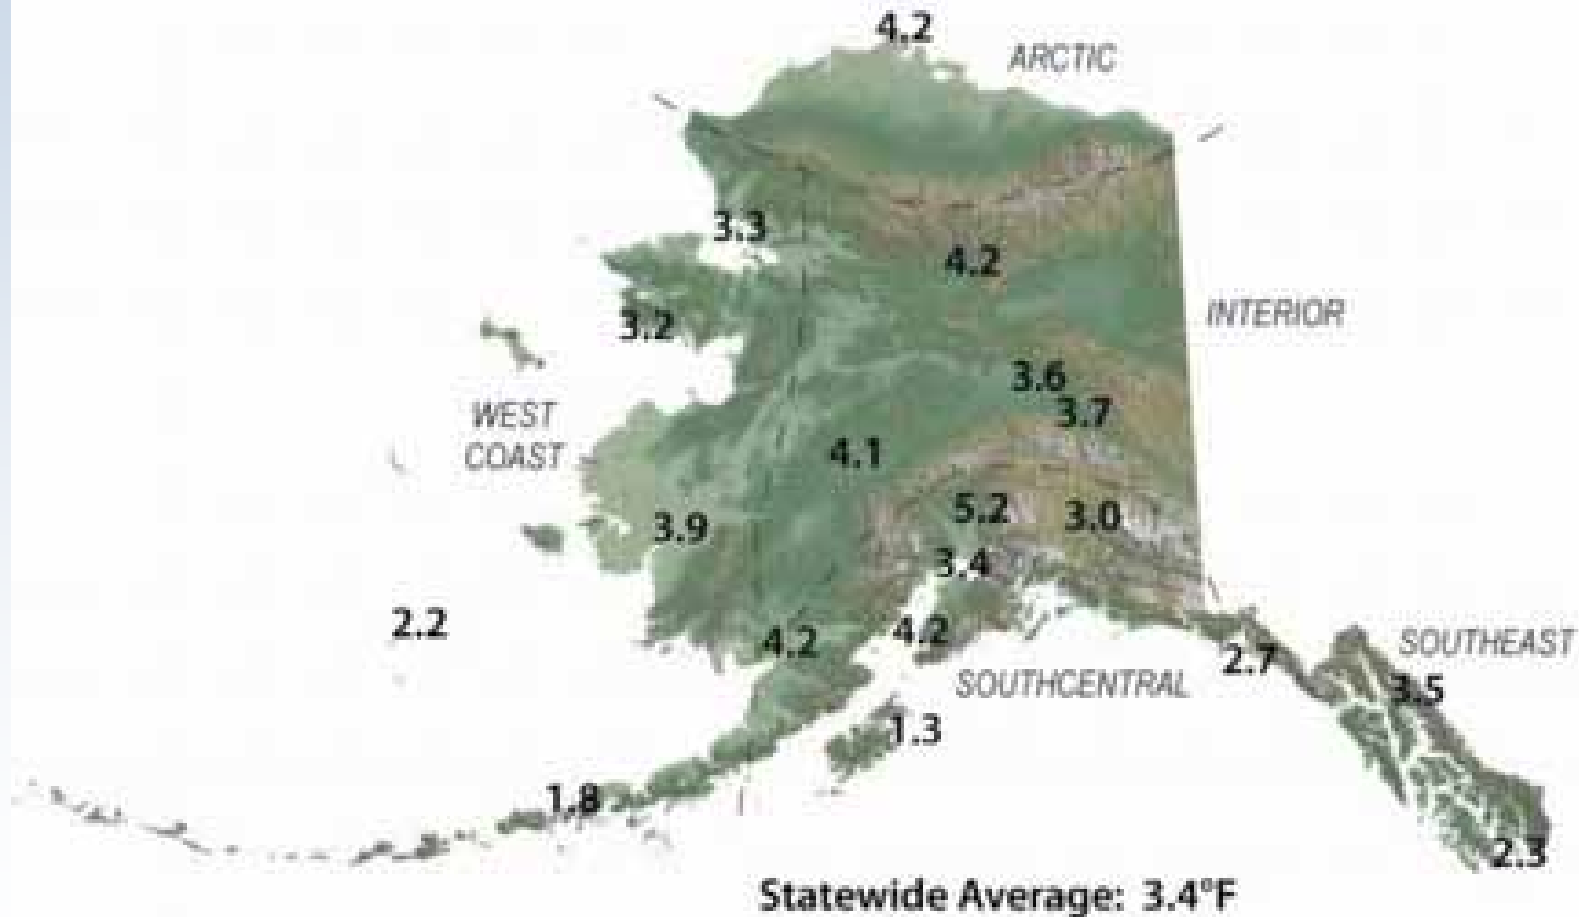 4.2
ARCTIC
3.3
4.2
INTERIOR
3.2
3.6
3.7
WEST
COAST
4.1
5.2
3.0
3.9
3.4
2.2
4.2
4.2
2.7
SOUTHEAST
SOUTHCENTRAL
3.5
1.3
1.8
2.3
Statewide Average: 3.4°F